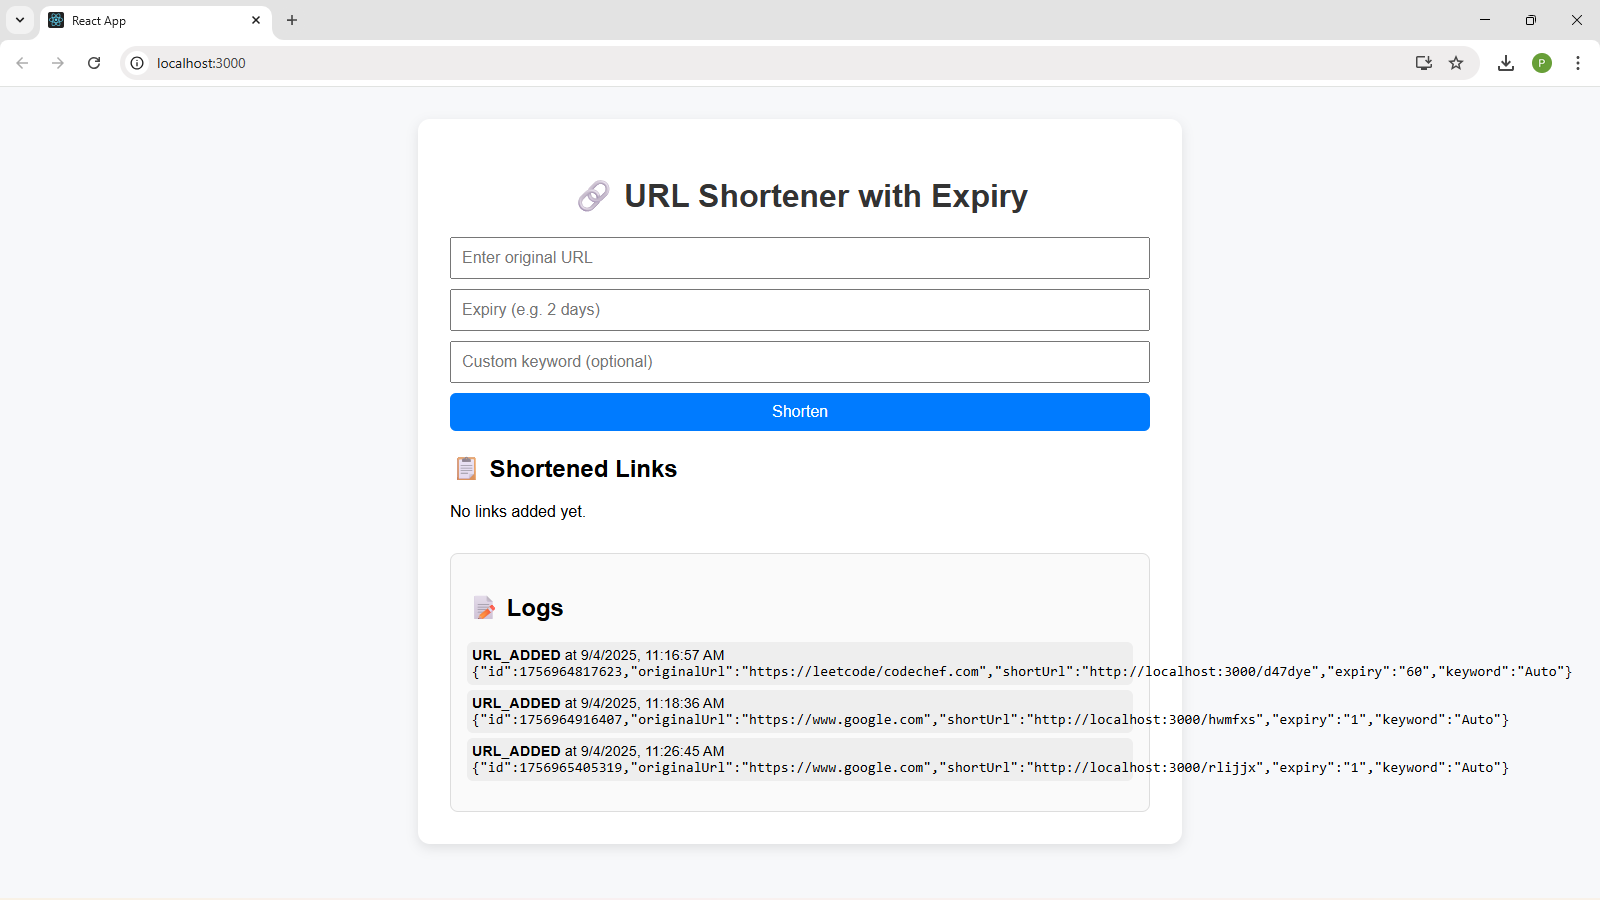 React App
localhost:3000
P
URL Shortener with Expiry
Enter original URL
Expiry (e.g. 2 days)
Custom keyword (optional)
Shorten
Shortened Links
No links added yet.
Logs
URL_ADDED at 9/4/2025, 11:16:57 AM
{"id":1756964817623,"originalUrl":"https://leetcode/codechef.com","shortUrl":"http://localhost:3000/d47dye","expiry":"60","keyword":"Auto"}
URL_ADDED at 9/4/2025, 11:18:36 AM
{"id":1756964916407,"originalUrl":"https://www.google.com","shortUrl":"http://localhost:3000/hwmfxs","expiry":"1","keyword":"Auto"}
URL_ADDED at 9/4/2025, 11:26:45 AM
{"id":1756965405319,"originalUrl":"https://www.google.com","shortUrl":"http://localhost:3000/rlijjx","expiry":"1","keyword":"Auto"}